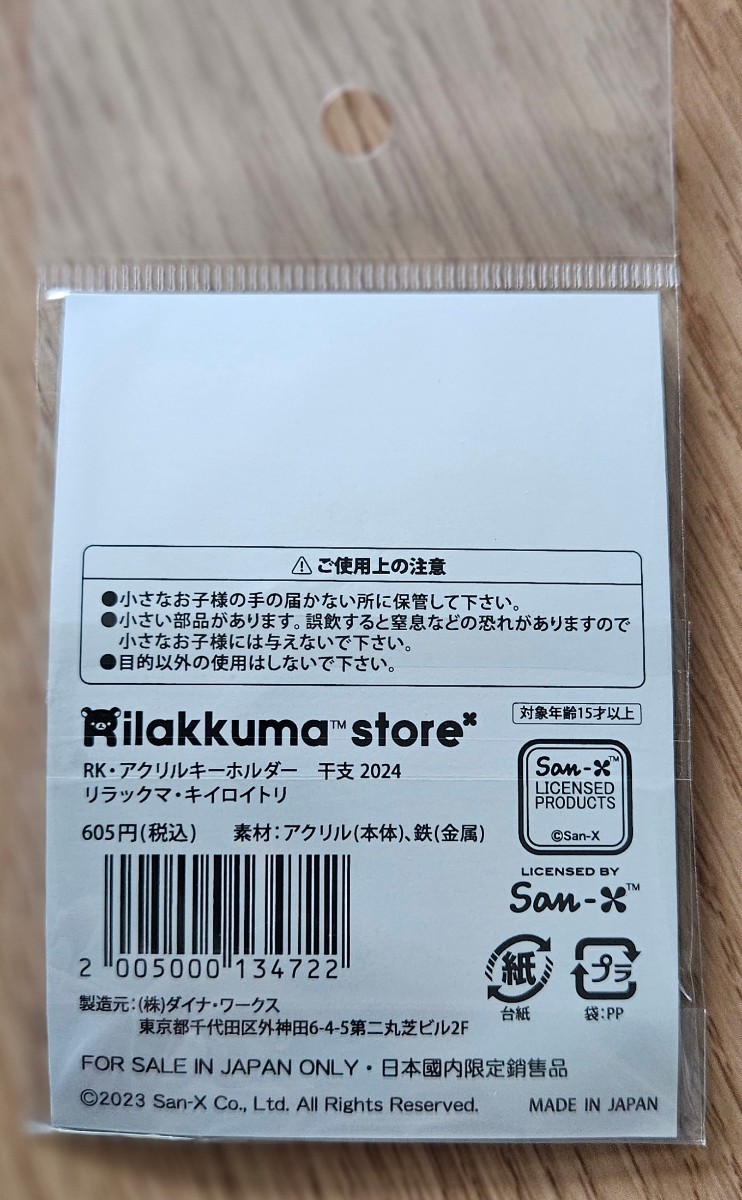 ⚠ご使用上の注意
●小さなお子様の手の届かない所に保管して下さい。
●小さい部品があります。誤飲すると窒息などの恐れがありますので
小さなお子様には与えないで下さい。
●目的以外の使用はしないで下さい。
Rilakkuma™ store
対象年齢15才以上
RK・アクリルキーホルダー 干支 2024
リラックマ・キイロイトリ
605円(税込) 素材：アクリル(本体)、鉄(金属)
San-X™
LICENSED
PRODUCTS
©San-X
LICENSED BY
San-X™
2 005000 134722
紙
台紙
プラ
袋：PP
製造元：(株)ダイナ・ワークス
東京都千代田区外神田6-4-5第二丸芝ビル2F
FOR SALE IN JAPAN ONLY・日本國内限定銷售品
©2023 San-X Co., Ltd. All Rights Reserved. MADE IN JAPAN